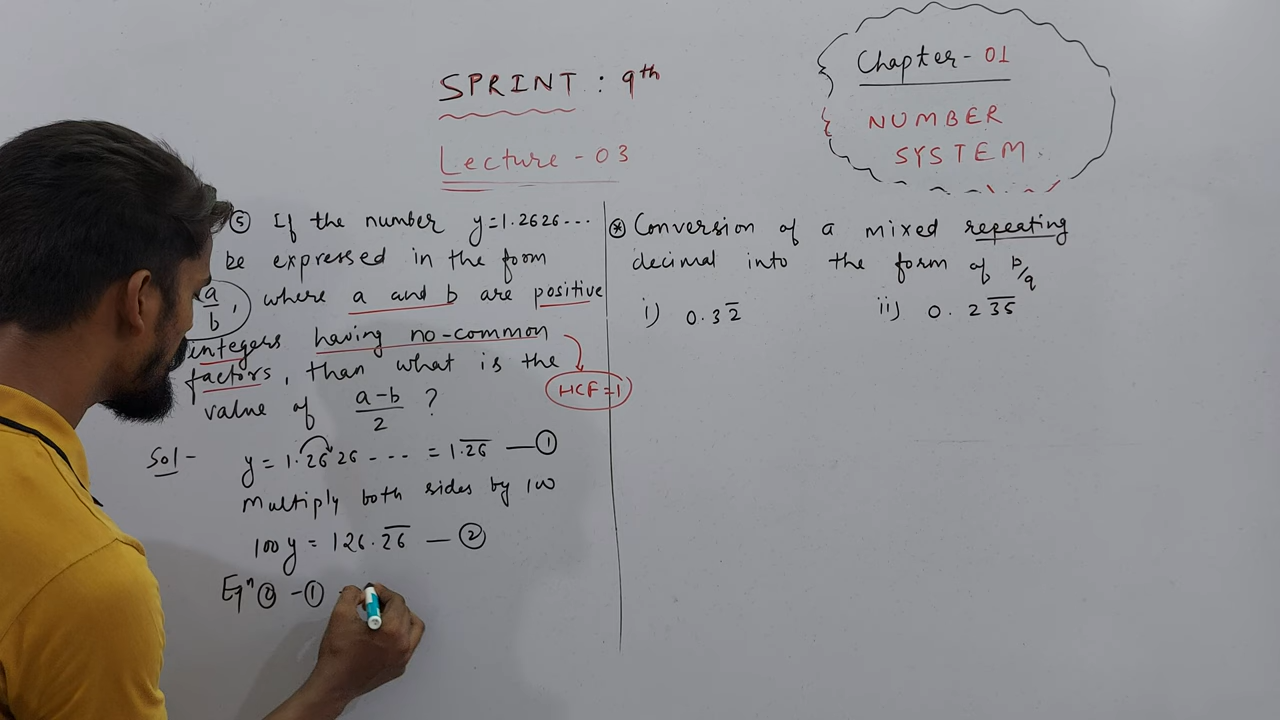 SPRINT : 9th
Lecture - 03
Chapter - 01
NUMBER
SYSTEM
⑤ If the number y=1.2626---
be expressed in the form
a/b, where a and b are positive
integers having no-common
factors, than what is the
HCF=1
value of (a-b)/2 ?
Sol- y = 1.2626 --- = 1.2̅6̅ — ①
Multiply both sides by 100
100y = 126.2̅6̅ — ②
Eqⁿ ② - ①
⊛ Conversion of a mixed repeating
decimal into the form of p/q
i) 0.32̅ ii) 0.23̅5̅